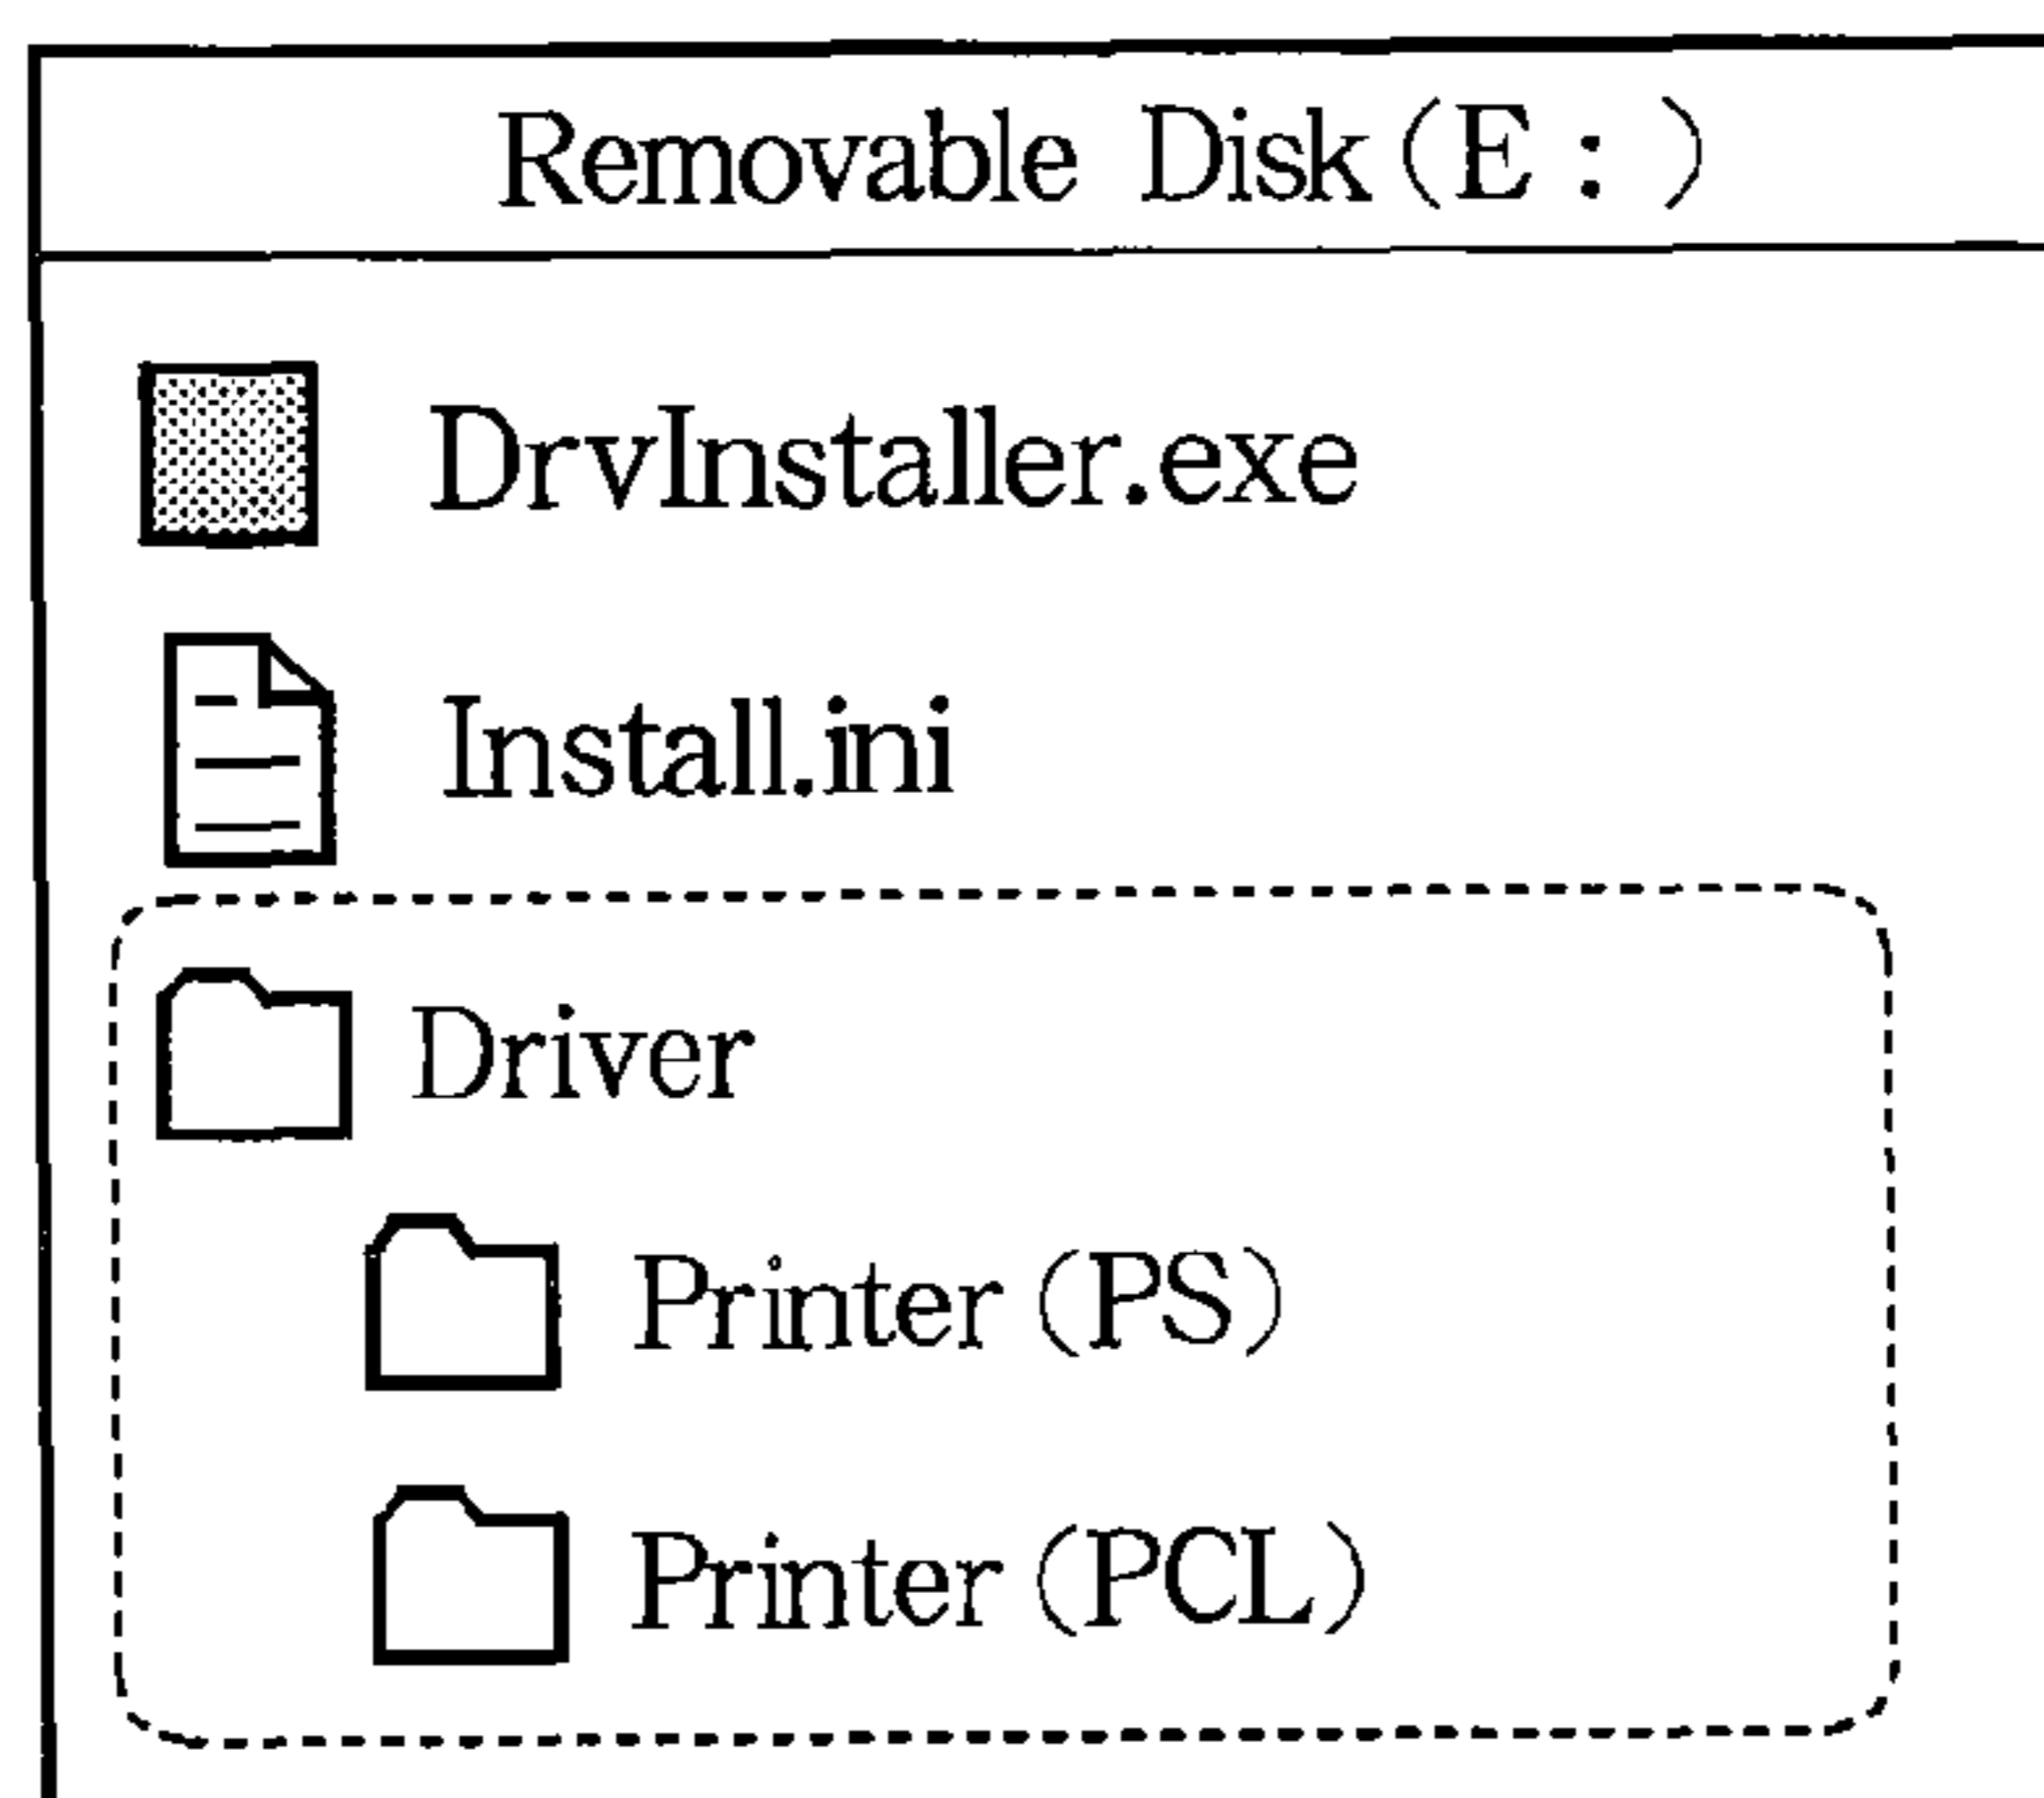 Removable Disk(E:)
DrvInstaller.exe
Install.ini
Driver
Printer (PS)
Printer (PCL)